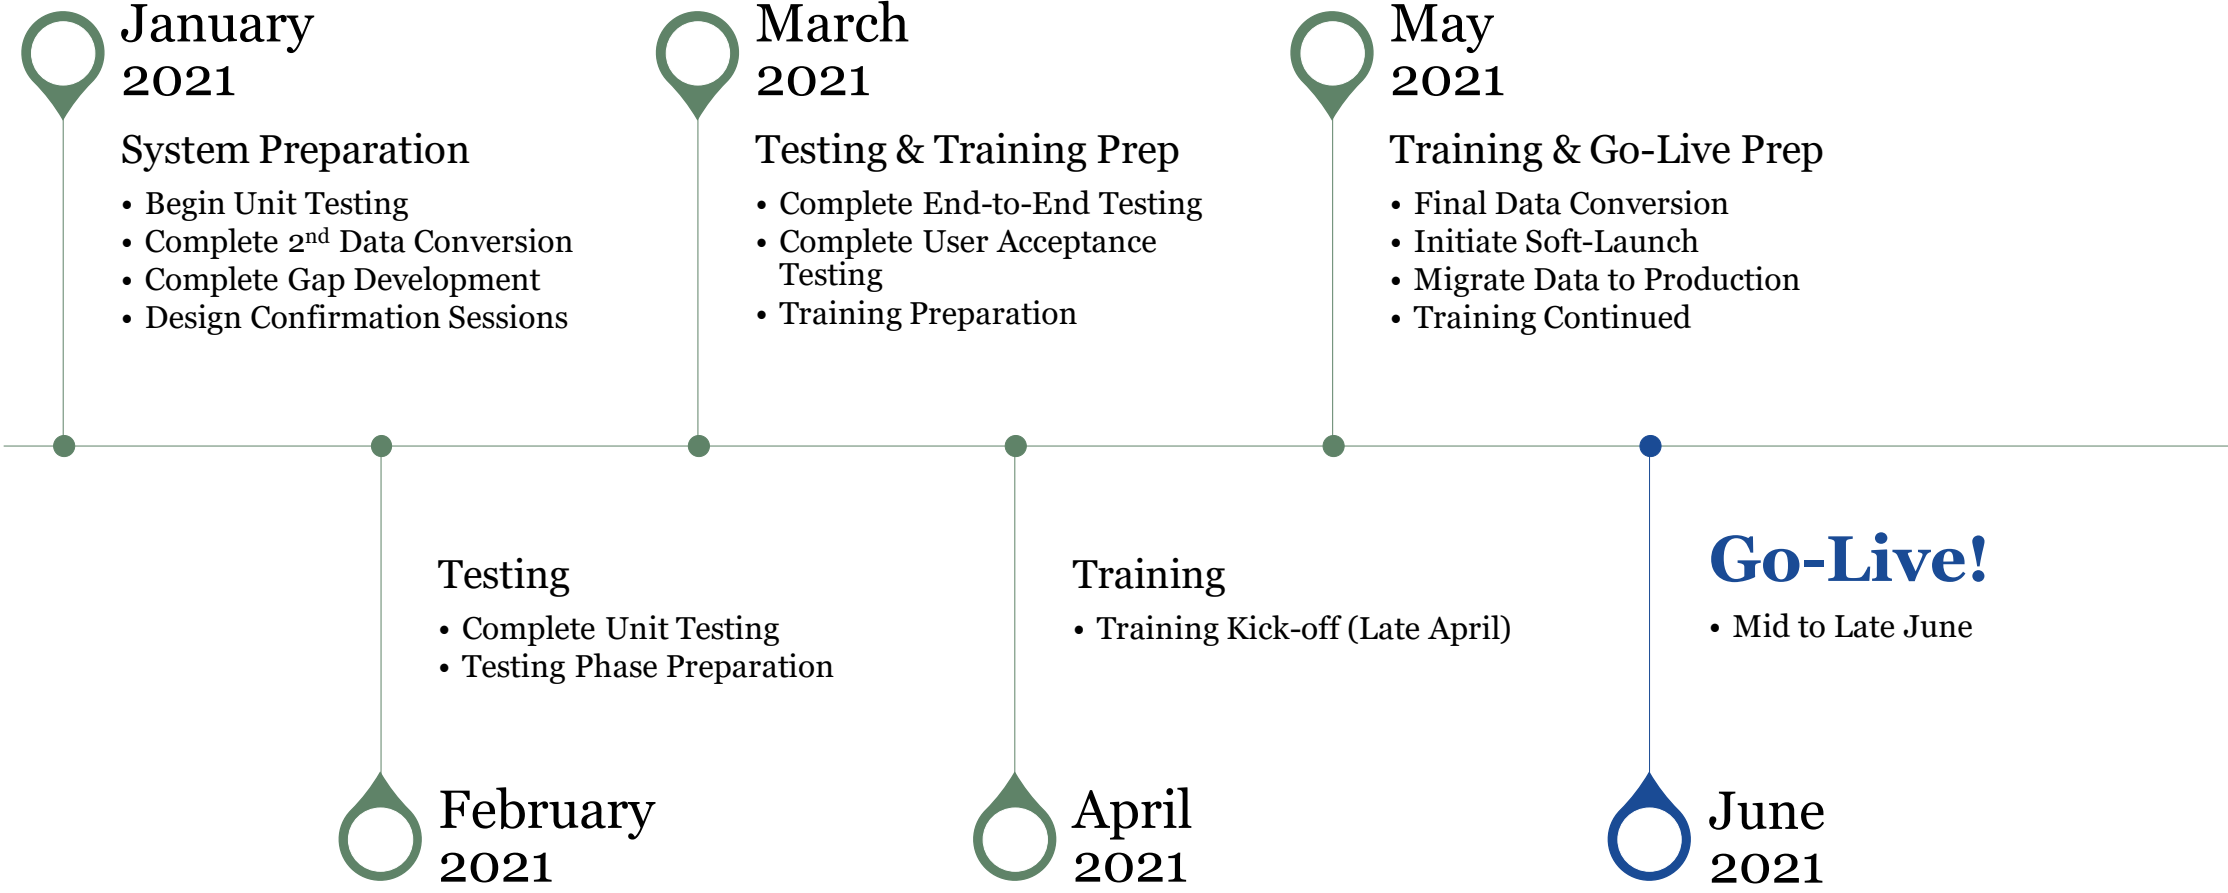 January
2021
System Preparation
• Begin Unit Testing
• Complete 2nd Data Conversion
• Complete Gap Development
• Design Confirmation Sessions
Testing
• Complete Unit Testing
• Testing Phase Preparation
February
2021
March
2021
Testing & Training Prep
• Complete End-to-End Testing
• Complete User Acceptance
Testing
• Training Preparation
Training
• Training Kick-off (Late April)
April
2021
May
2021
Training & Go-Live Prep
• Final Data Conversion
• Initiate Soft-Launch
• Migrate Data to Production
• Training Continued
Go-Live!
• Mid to Late June
June
2021